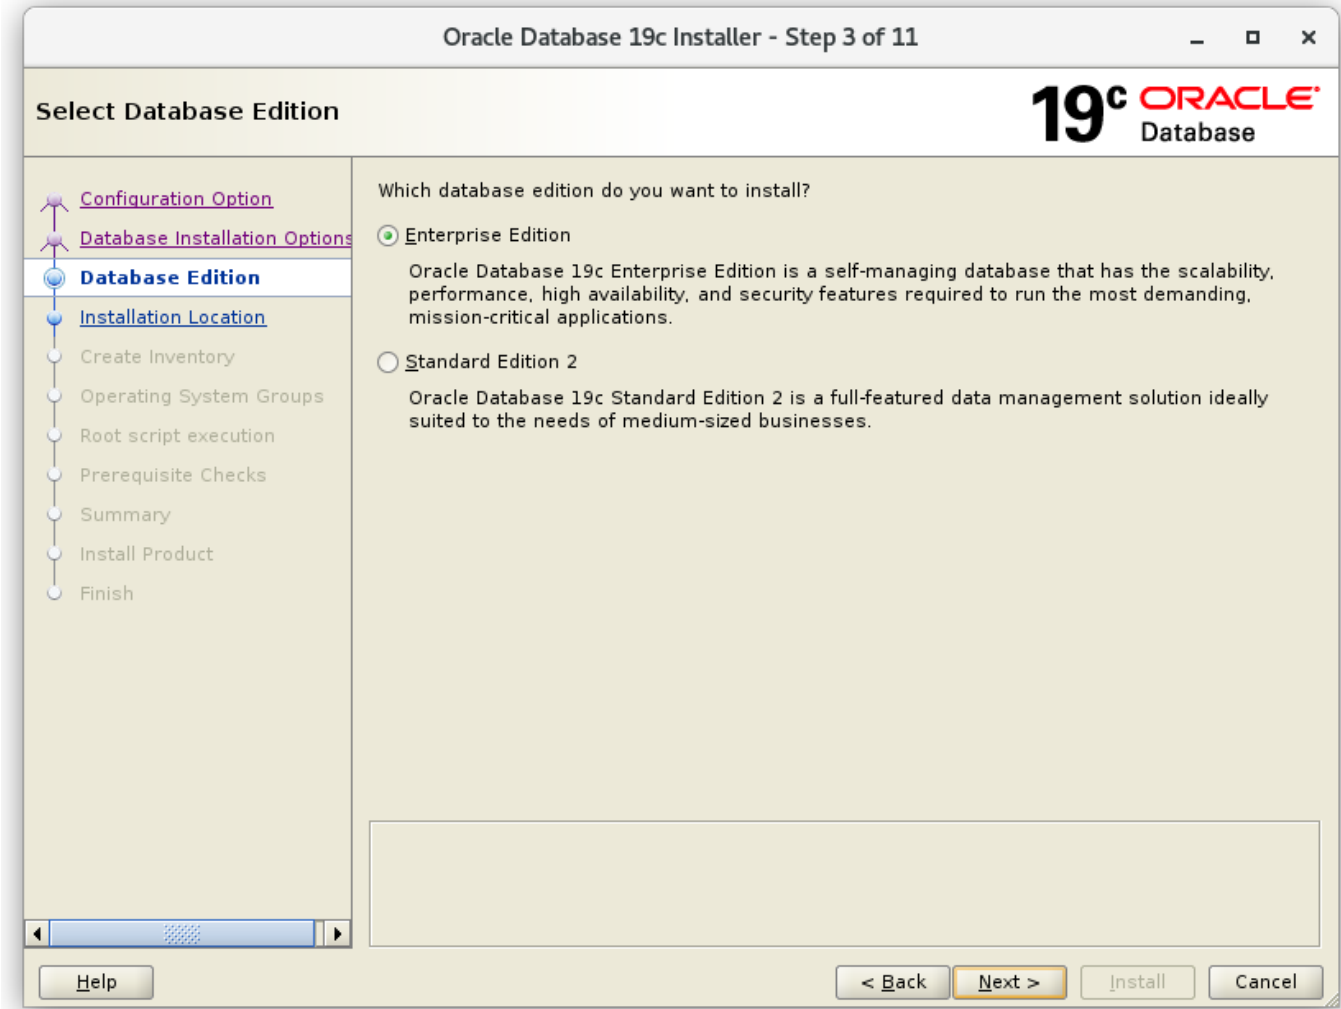 Oracle Database 19c Installer - Step 3 of 11
Select Database Edition
19c ORACLE
Database
Configuration Option
Database Installation Options
Database Edition
Installation Location
Create Inventory
Operating System Groups
Root script execution
Prerequisite Checks
Summary
Install Product
Finish
Which database edition do you want to install?
Enterprise Edition
Oracle Database 19c Enterprise Edition is a self-managing database that has the scalability,
performance, high availability, and security features required to run the most demanding,
mission-critical applications.
Standard Edition 2
Oracle Database 19c Standard Edition 2 is a full-featured data management solution ideally
suited to the needs of medium-sized businesses.
Help
< Back
Next >
Install
Cancel